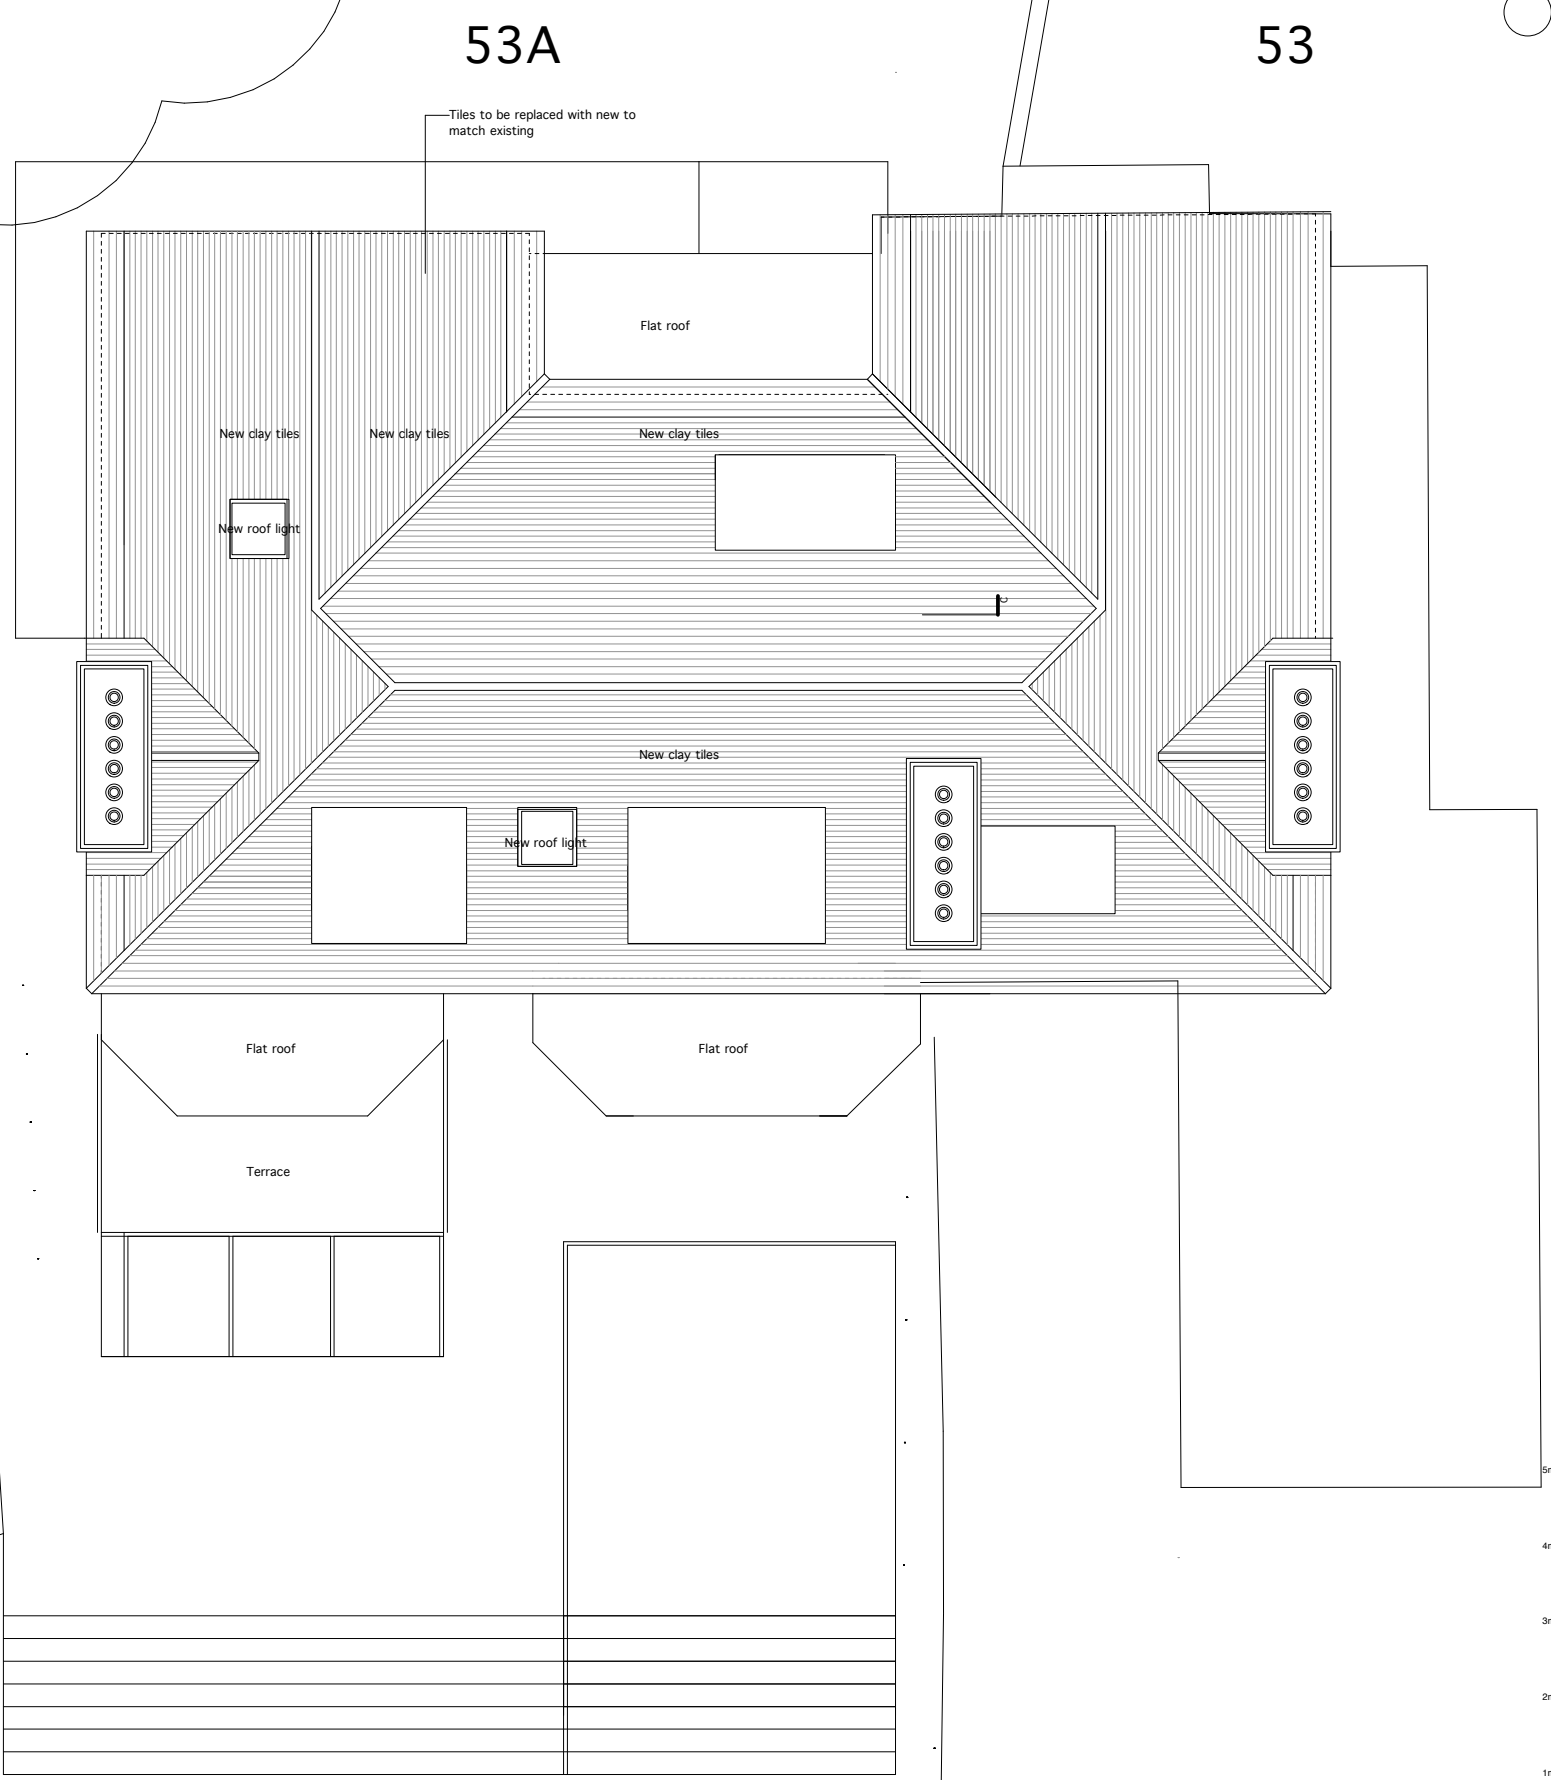 53A
53
Tiles to be replaced with new to
match existing
Flat roof
New clay tiles
New clay tiles
New clay tiles
New roof light
New clay tiles
New roof light
Flat roof
Flat roof
Terrace